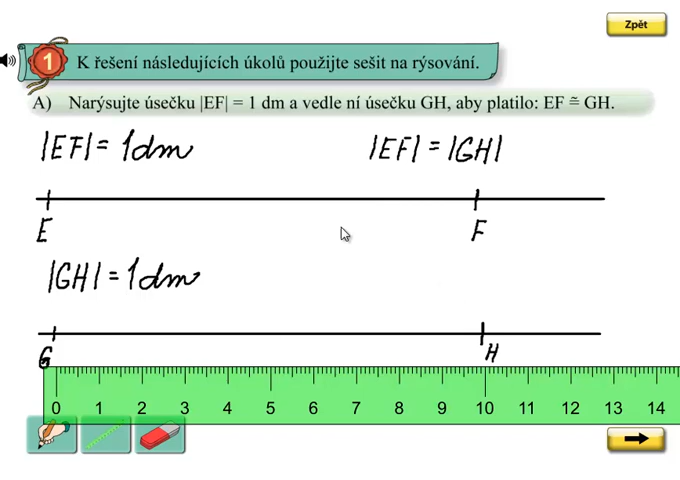 Zpět
1 K řešení následujících úkolů použijte sešit na rýsování.
A) Narýsujte úsečku |EF| = 1 dm a vedle ní úsečku GH, aby platilo: EF ≅ GH.
|EF| = 1dm |EF| = |GH|
E F
|GH| = 1dm
G H
0 1 2 3 4 5 6 7 8 9 10 11 12 13 14